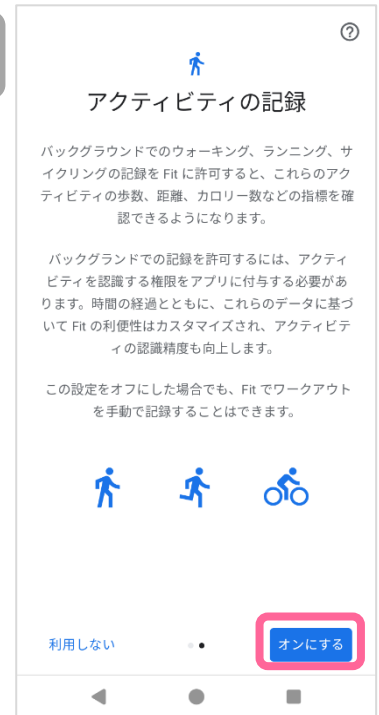 アクティビティの記録
バックグラウンドでのウォーキング、ランニング、サ
イクリングの記録を Fit に許可すると、これらのアク
ティビティの歩数、距離、カロリー数などの指標を確
認できるようになります。
バックグランドでの記録を許可するには、アクティ
ビティを認識する権限をアプリに付与する必要があ
ります。時間の経過とともに、これらのデータに基づ
いて Fit の利便性はカスタマイズされ、アクティビテ
ィの認識精度も向上します。
この設定をオフにした場合でも、Fit でワークアウト
を手動で記録することはできます。
利用しない
オンにする